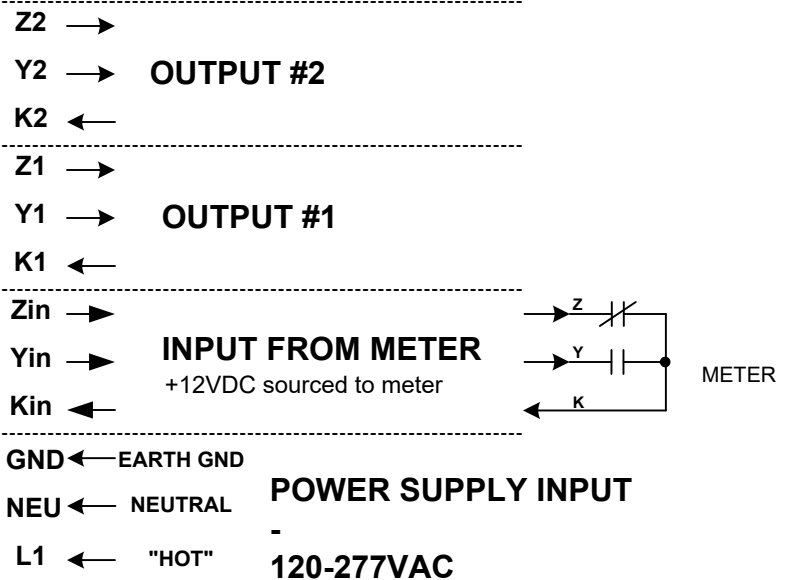 Z2
Y2 OUTPUT #2
K2
Z1
Y1 OUTPUT #1
K1
Zin Z
Yin INPUT FROM METER Y METER
+12VDC sourced to meter
Kin K
GND EARTH GND
NEU NEUTRAL POWER SUPPLY INPUT
-
L1 "HOT" 120-277VAC